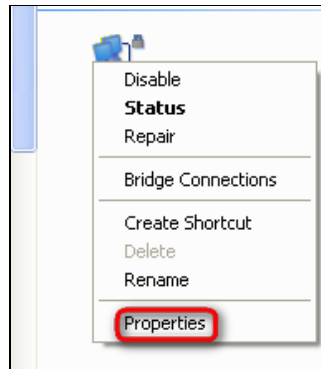 Disable
Status
Repair
Bridge Connections
Create Shortcut
Delete
Rename
Properties